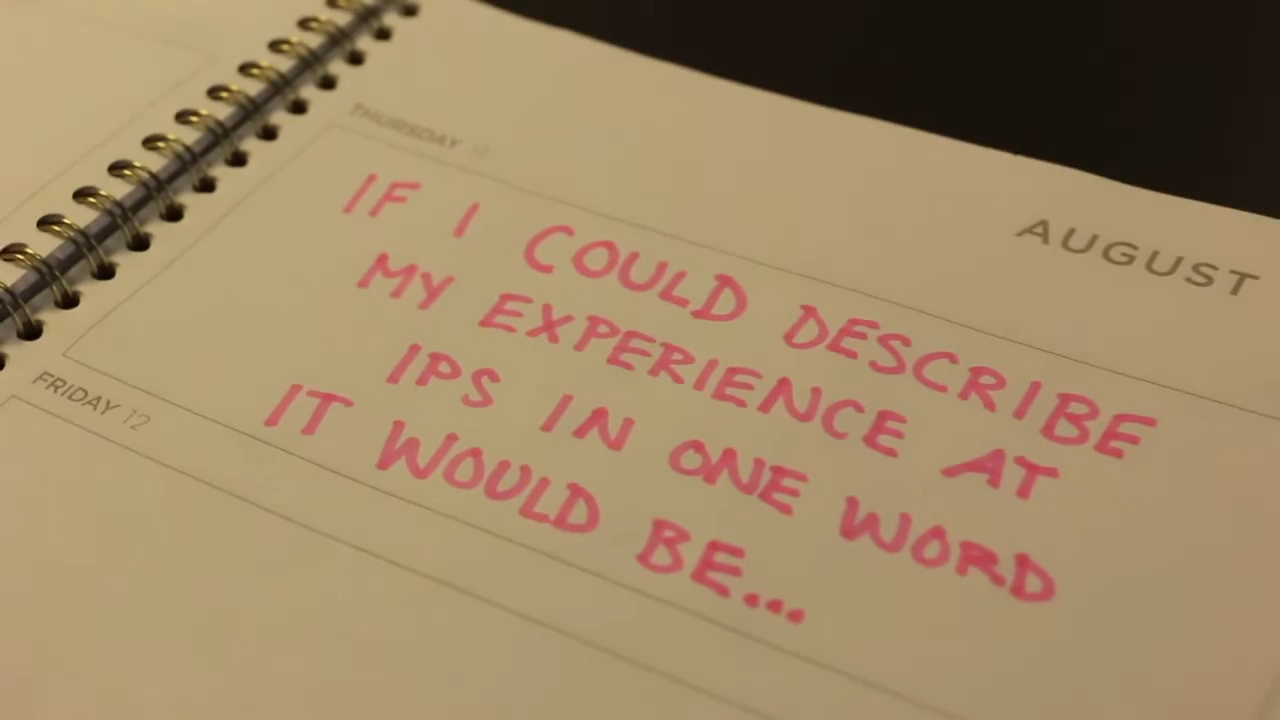 AUGUST
THURSDAY
IF I COULD DESCRIBE
MY EXPERIENCE AT
IPS IN ONE WORD
IT WOULD BE...
FRIDAY 12